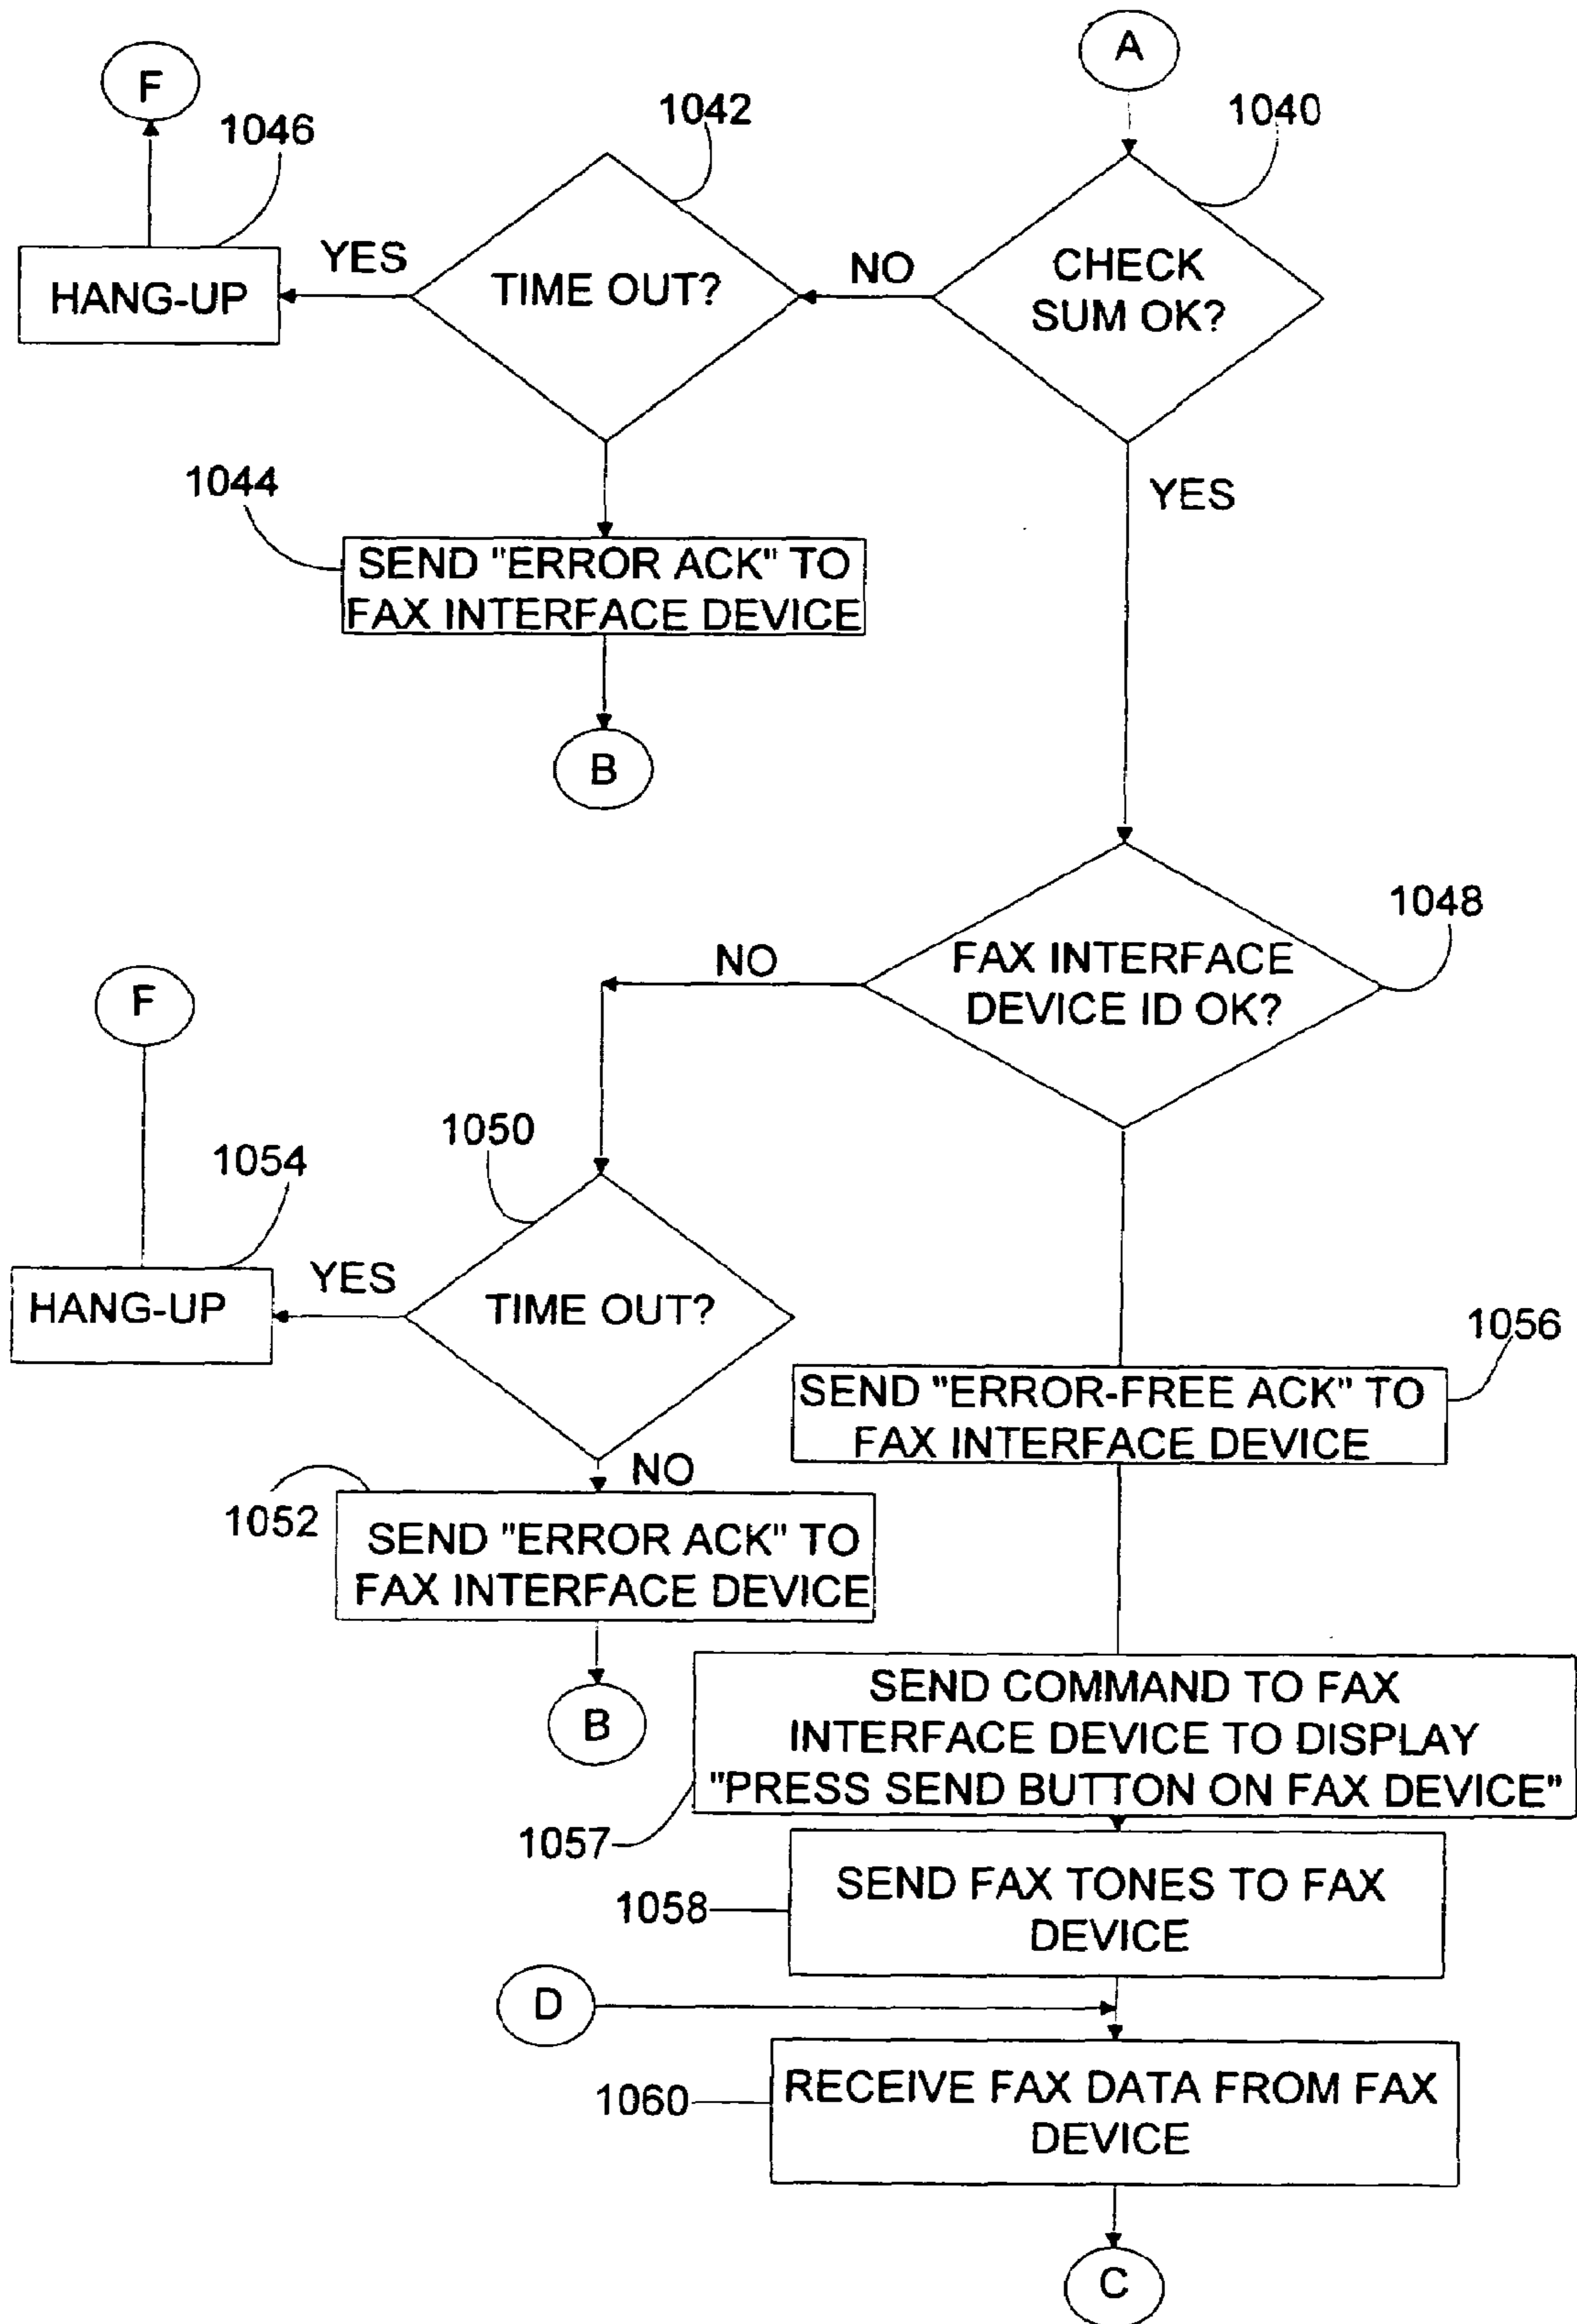 A
F
1046
1042
1040
HANG-UP
YES
TIME OUT?
NO
CHECK
SUM OK?
YES
1044
SEND "ERROR ACK" TO
FAX INTERFACE DEVICE
B
1048
FAX INTERFACE
DEVICE ID OK?
NO
F
1050
1054
HANG-UP
YES
TIME OUT?
1056
SEND "ERROR-FREE ACK" TO
FAX INTERFACE DEVICE
NO
1052
SEND "ERROR ACK" TO
FAX INTERFACE DEVICE
B
SEND COMMAND TO FAX
INTERFACE DEVICE TO DISPLAY
"PRESS SEND BUTTON ON FAX DEVICE"
1057
SEND FAX TONES TO FAX
DEVICE
1058
D
RECEIVE FAX DATA FROM FAX
DEVICE
1060
C